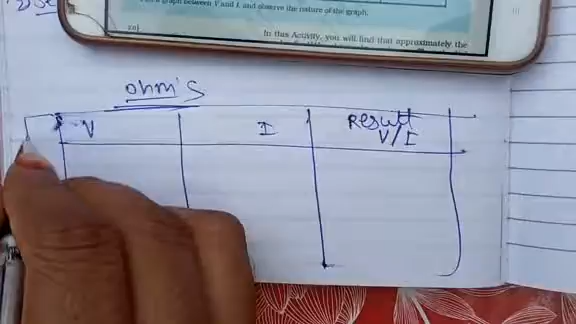 a graph between V and I, and observe the nature of the graph.
In this Activity, you will find that approximately the
ohm's
V I Result
V/I